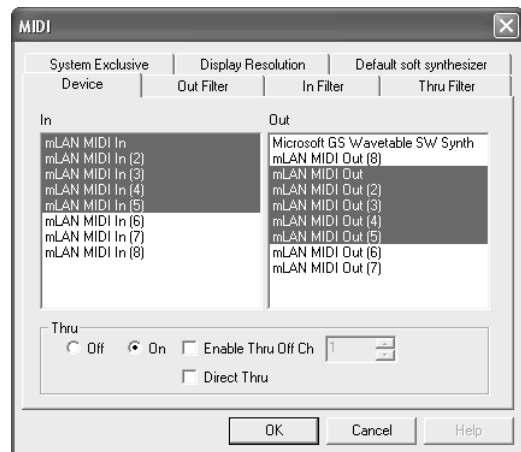 MIDI
System Exclusive
Display Resolution
Default soft synthesizer
Device
Out Filter
In Filter
Thru Filter
In
mLAN MIDI In
mLAN MIDI In (2)
mLAN MIDI In (3)
mLAN MIDI In (4)
mLAN MIDI In (5)
mLAN MIDI In (6)
mLAN MIDI In (7)
mLAN MIDI In (8)
Out
Microsoft GS Wavetable SW Synth
mLAN MIDI Out (8)
mLAN MIDI Out
mLAN MIDI Out (2)
mLAN MIDI Out (3)
mLAN MIDI Out (4)
mLAN MIDI Out (5)
mLAN MIDI Out (6)
mLAN MIDI Out (7)
Thru
Off
On
Enable Thru Off Ch
1
Direct Thru
OK
Cancel
Help